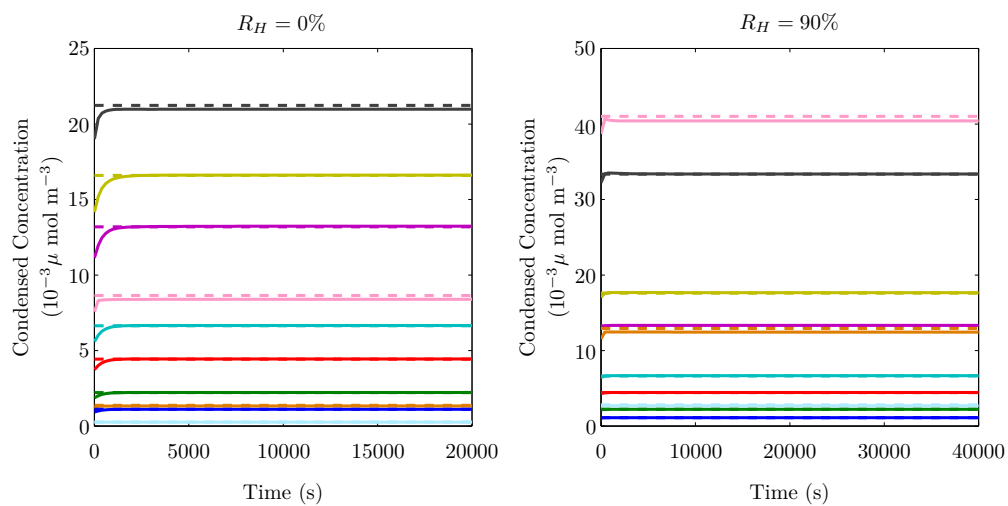 R_H = 0%
25
20
15
10
5
0
0 5000 10000 15000 20000
Time (s)
Condensed Concentration
(10⁻³μ mol m⁻³)
R_H = 90%
50
40
30
20
10
0
0 10000 20000 30000 40000
Time (s)
Condensed Concentration
(10⁻³μ mol m⁻³)